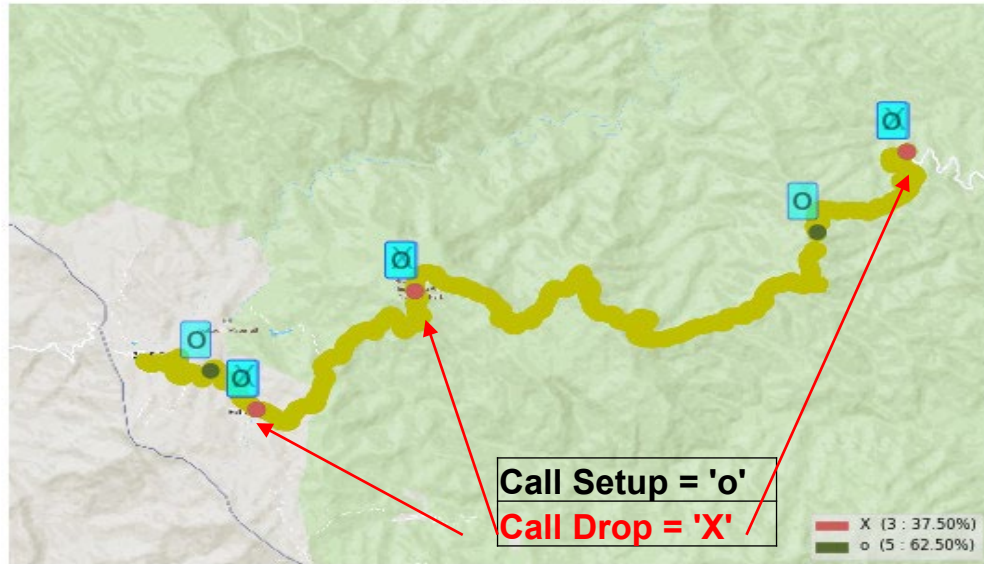 O
O
O
O
O
Call Setup = 'o'
Call Drop = 'X'
X (3 : 37.50%)
o (5 : 62.50%)